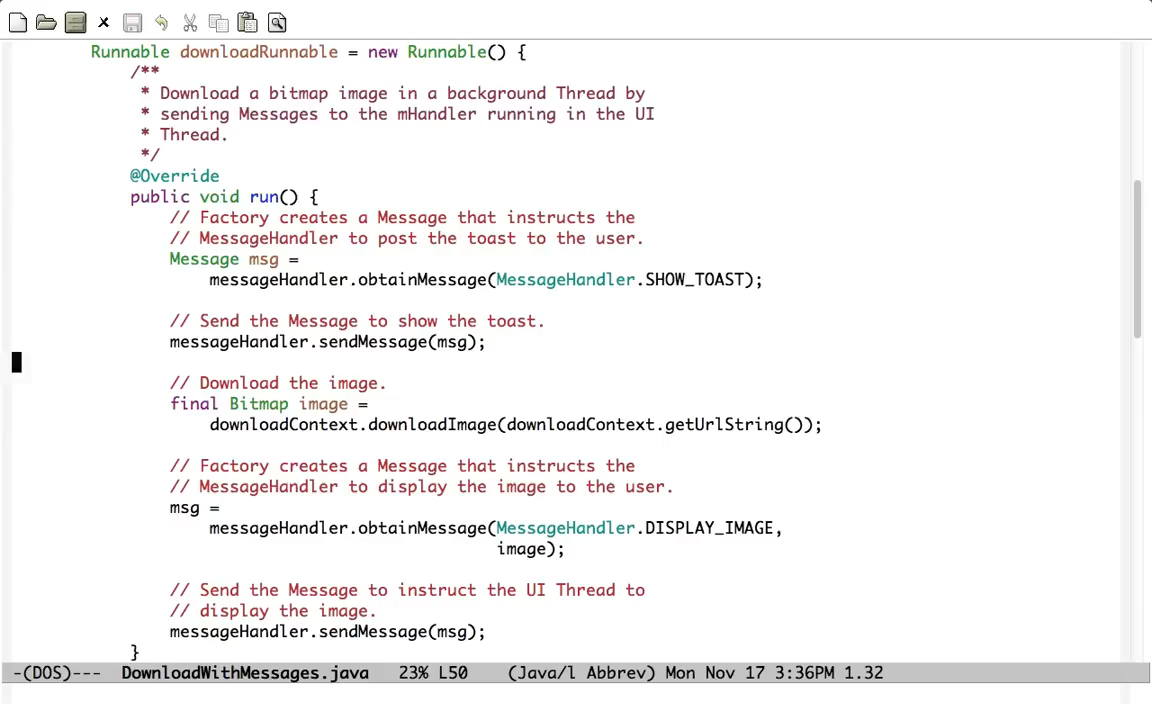 Runnable downloadRunnable = new Runnable() {
/**
* Download a bitmap image in a background Thread by
* sending Messages to the mHandler running in the UI
* Thread.
*/
@Override
public void run() {
// Factory creates a Message that instructs the
// MessageHandler to post the toast to the user.
Message msg =
messageHandler.obtainMessage(MessageHandler.SHOW_TOAST);
// Send the Message to show the toast.
messageHandler.sendMessage(msg);
// Download the image.
final Bitmap image =
downloadContext.downloadImage(downloadContext.getUrlString());
// Factory creates a Message that instructs the
// MessageHandler to display the image to the user.
msg =
messageHandler.obtainMessage(MessageHandler.DISPLAY_IMAGE,
image);
// Send the Message to instruct the UI Thread to
// display the image.
messageHandler.sendMessage(msg);
}
-(DOS)--- DownloadWithMessages.java 23% L50 (Java/l Abbrev) Mon Nov 17 3:36PM 1.32